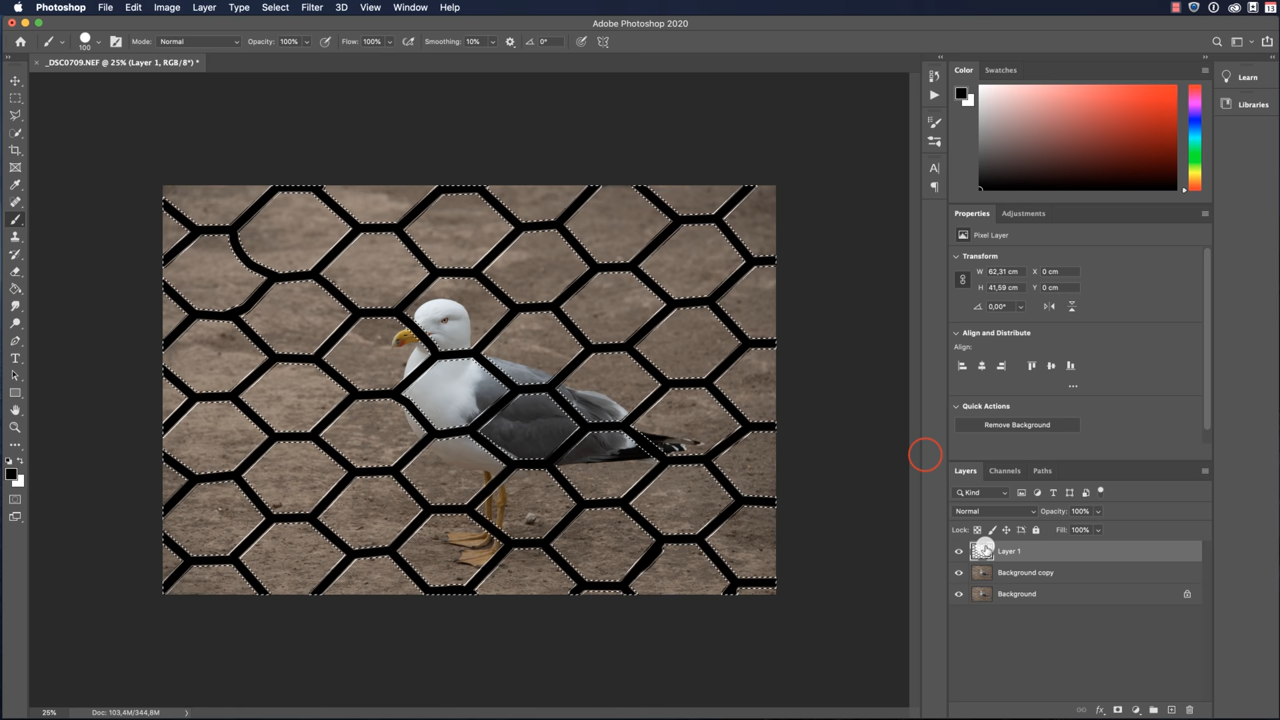 Photoshop File Edit Image Layer Type Select Filter 3D View Window Help 13
Adobe Photoshop 2020
100 Mode: Normal Opacity: 100% Flow: 100% Smoothing: 10% 0°
_DSC0709.NEF @ 25% (Layer 1, RGB/8*) *
Color Swatches
Learn
Libraries
Properties Adjustments
Pixel Layer
Transform
W 62,31 cm X 0 cm
H 41,59 cm Y 0 cm
0,00°
Align and Distribute
Align:
Quick Actions
Remove Background
Layers Channels Paths
Kind
Normal Opacity: 100%
Lock: Fill: 100%
Layer 1
Background copy
Background
25% Doc: 103,4M/344,8M